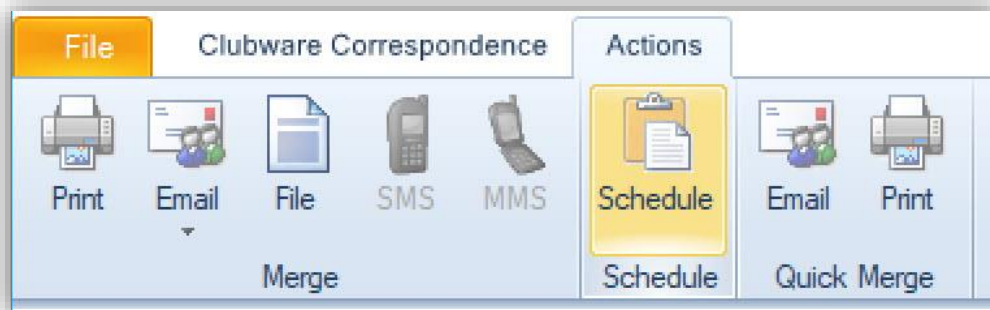 File Clubware Correspondence Actions
Print Email File SMS MMS Schedule Email Print
Merge Schedule Quick Merge